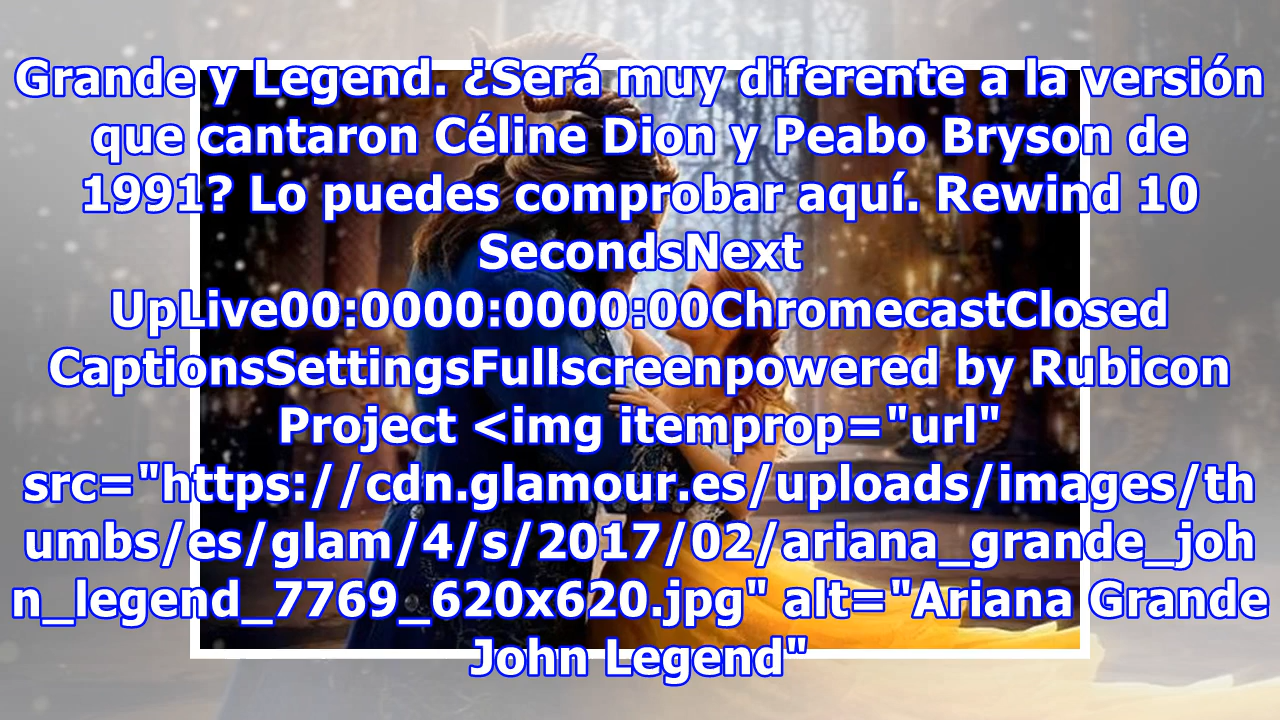 Grande y Legend. ¿Será muy diferente a la versión
que cantaron Céline Dion y Peabo Bryson de
1991? Lo puedes comprobar aquí. Rewind 10
SecondsNext
UpLive00:0000:0000:00ChromecastClosed
CaptionsSettingsFullscreenpowered by Rubicon
Project <img itemprop="url"
src="https://cdn.glamour.es/uploads/images/th
umbs/es/glam/4/s/2017/02/ariana_grande_joh
n_legend_7769_620x620.jpg" alt="Ariana Grande
John Legend"